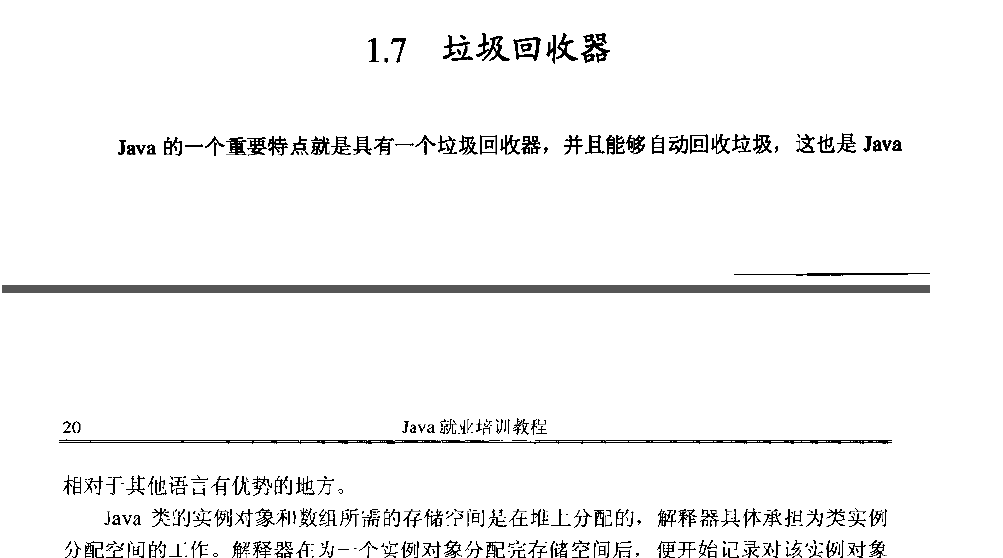 1.7 垃圾回收器
Java 的一个重要特点就是具有一个垃圾回收器，并且能够自动回收垃圾，这也是 Java
20 Java 就业培训教程
相对于其他语言有优势的地方。
Java 类的实例对象和数组所需的存储空间是在堆上分配的，解释器具体承担为类实例
分配空间的工作。解释器在为一个实例对象分配完存储空间后，便开始记录对该实例对象